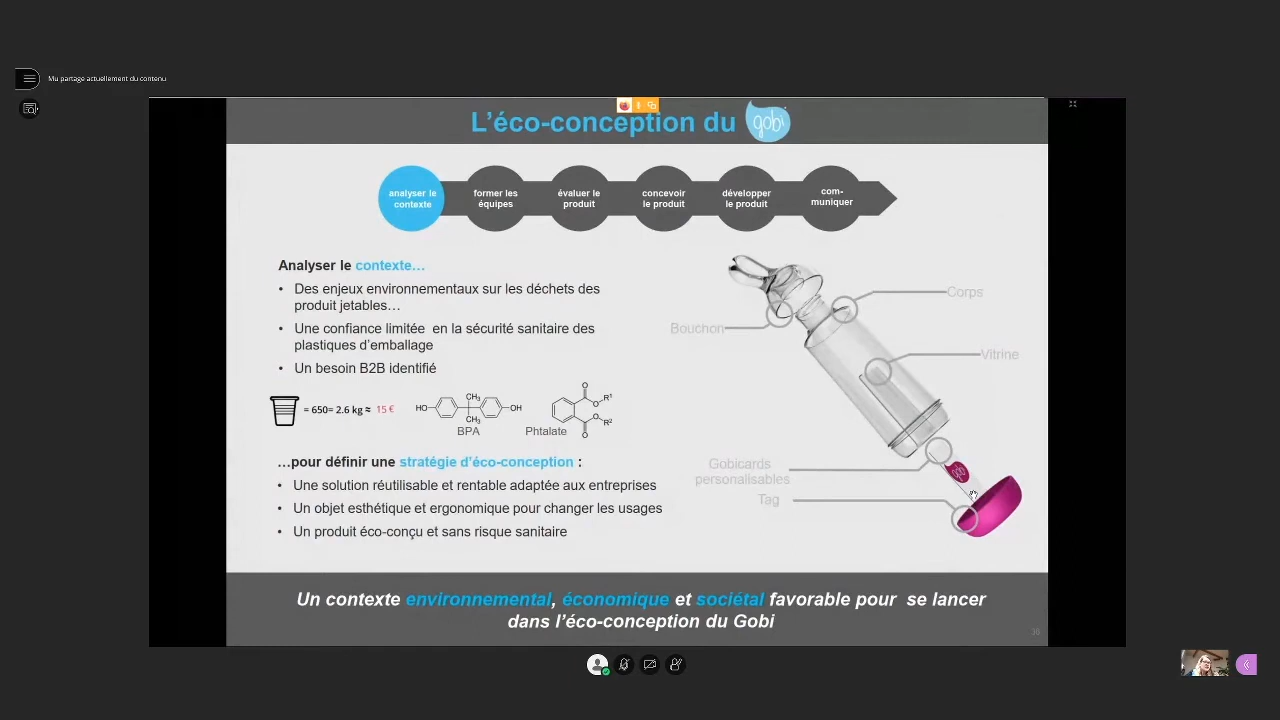 Mu partage actuellement du contenu
L'éco-conception du gobi
analyser le
contexte
former les
équipes
évaluer le
produit
concevoir
le produit
développer
le produit
com-
muniquer
Analyser le contexte…
• Des enjeux environnementaux sur les déchets des
produit jetables…
• Une confiance limitée en la sécurité sanitaire des
plastiques d'emballage
• Un besoin B2B identifié
= 650= 2.6 kg ≈ 15 €
HO
CH3
CH3
OH
BPA
O
O
R1
O
R2
O
Phtalate
…pour définir une stratégie d'éco-conception :
• Une solution réutilisable et rentable adaptée aux entreprises
• Un objet esthétique et ergonomique pour changer les usages
• Un produit éco-conçu et sans risque sanitaire
Bouchon
Corps
Vitrine
Gobicards
personalisables
Tag
gobi
Un contexte environnemental, économique et sociétal favorable pour se lancer
dans l'éco-conception du Gobi